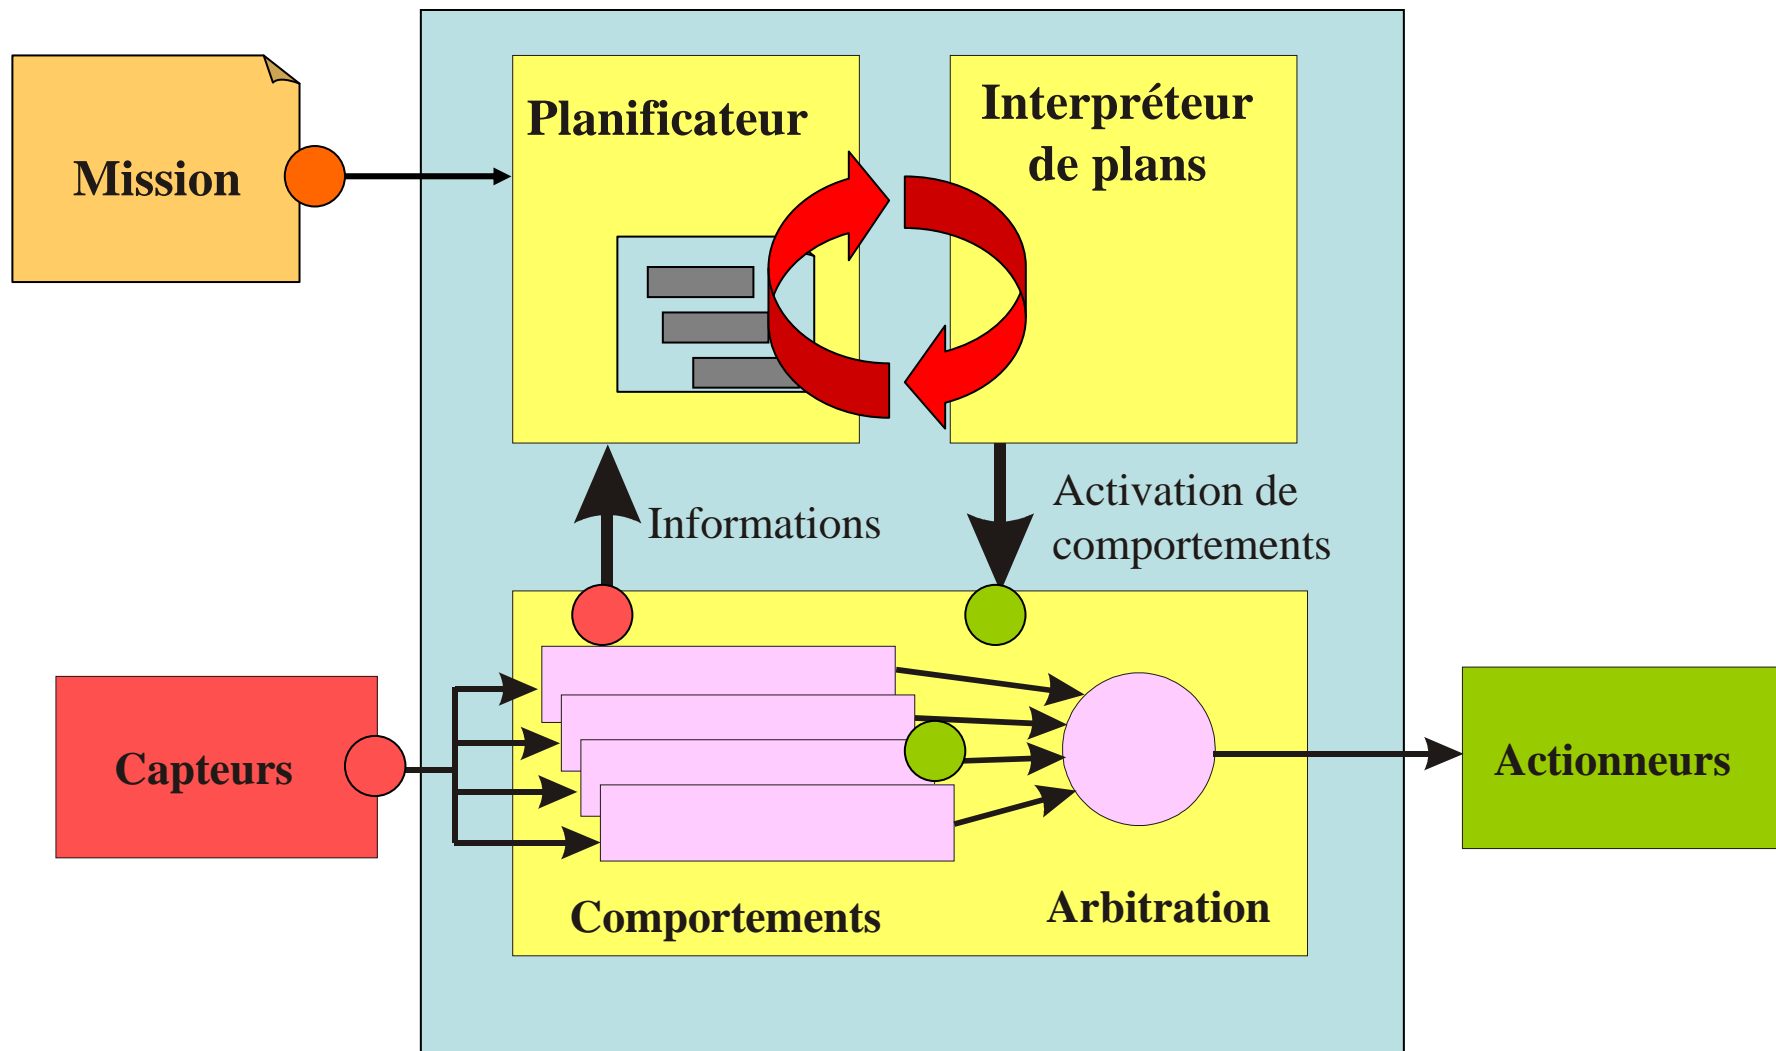 Mission
Planificateur
Interpréteur
de plans
Informations
Activation de
comportements
Capteurs
Actionneurs
Comportements
Arbitration